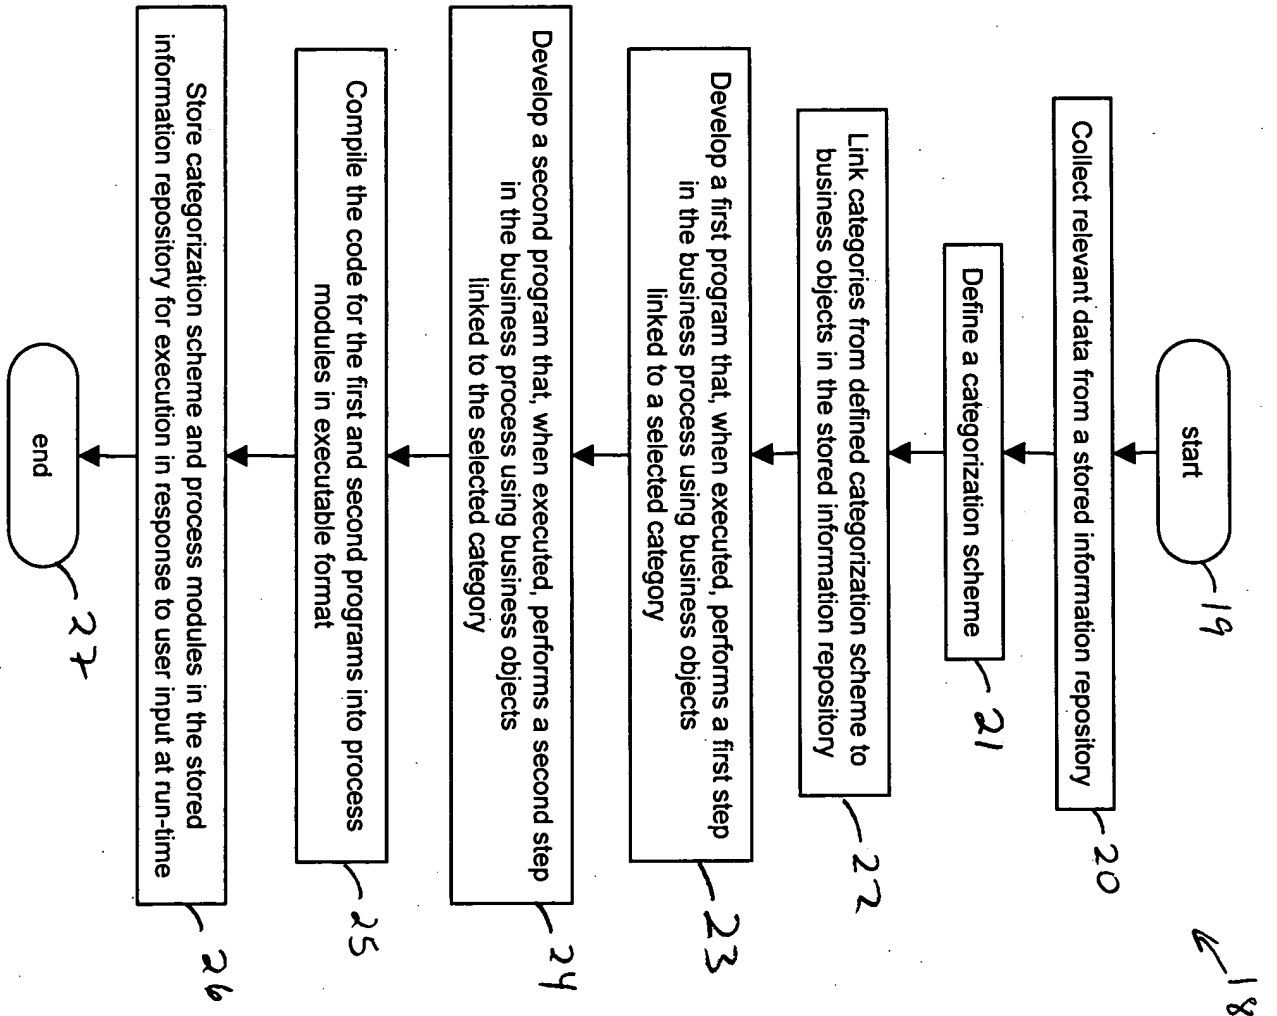 18
start
19
Collect relevant data from a stored information repository
20
Define a categorization scheme
21
Link categories from defined categorization scheme to
business objects in the stored information repository
22
Develop a first program that, when executed, performs a first step
in the business process using business objects
linked to a selected category
23
Develop a second program that, when executed, performs a second step
in the business process using business objects
linked to the selected category
24
Compile the code for the first and second programs into process
modules in executable format
25
Store categorization scheme and process modules in the stored
information repository for execution in response to user input at run-time
26
end
27